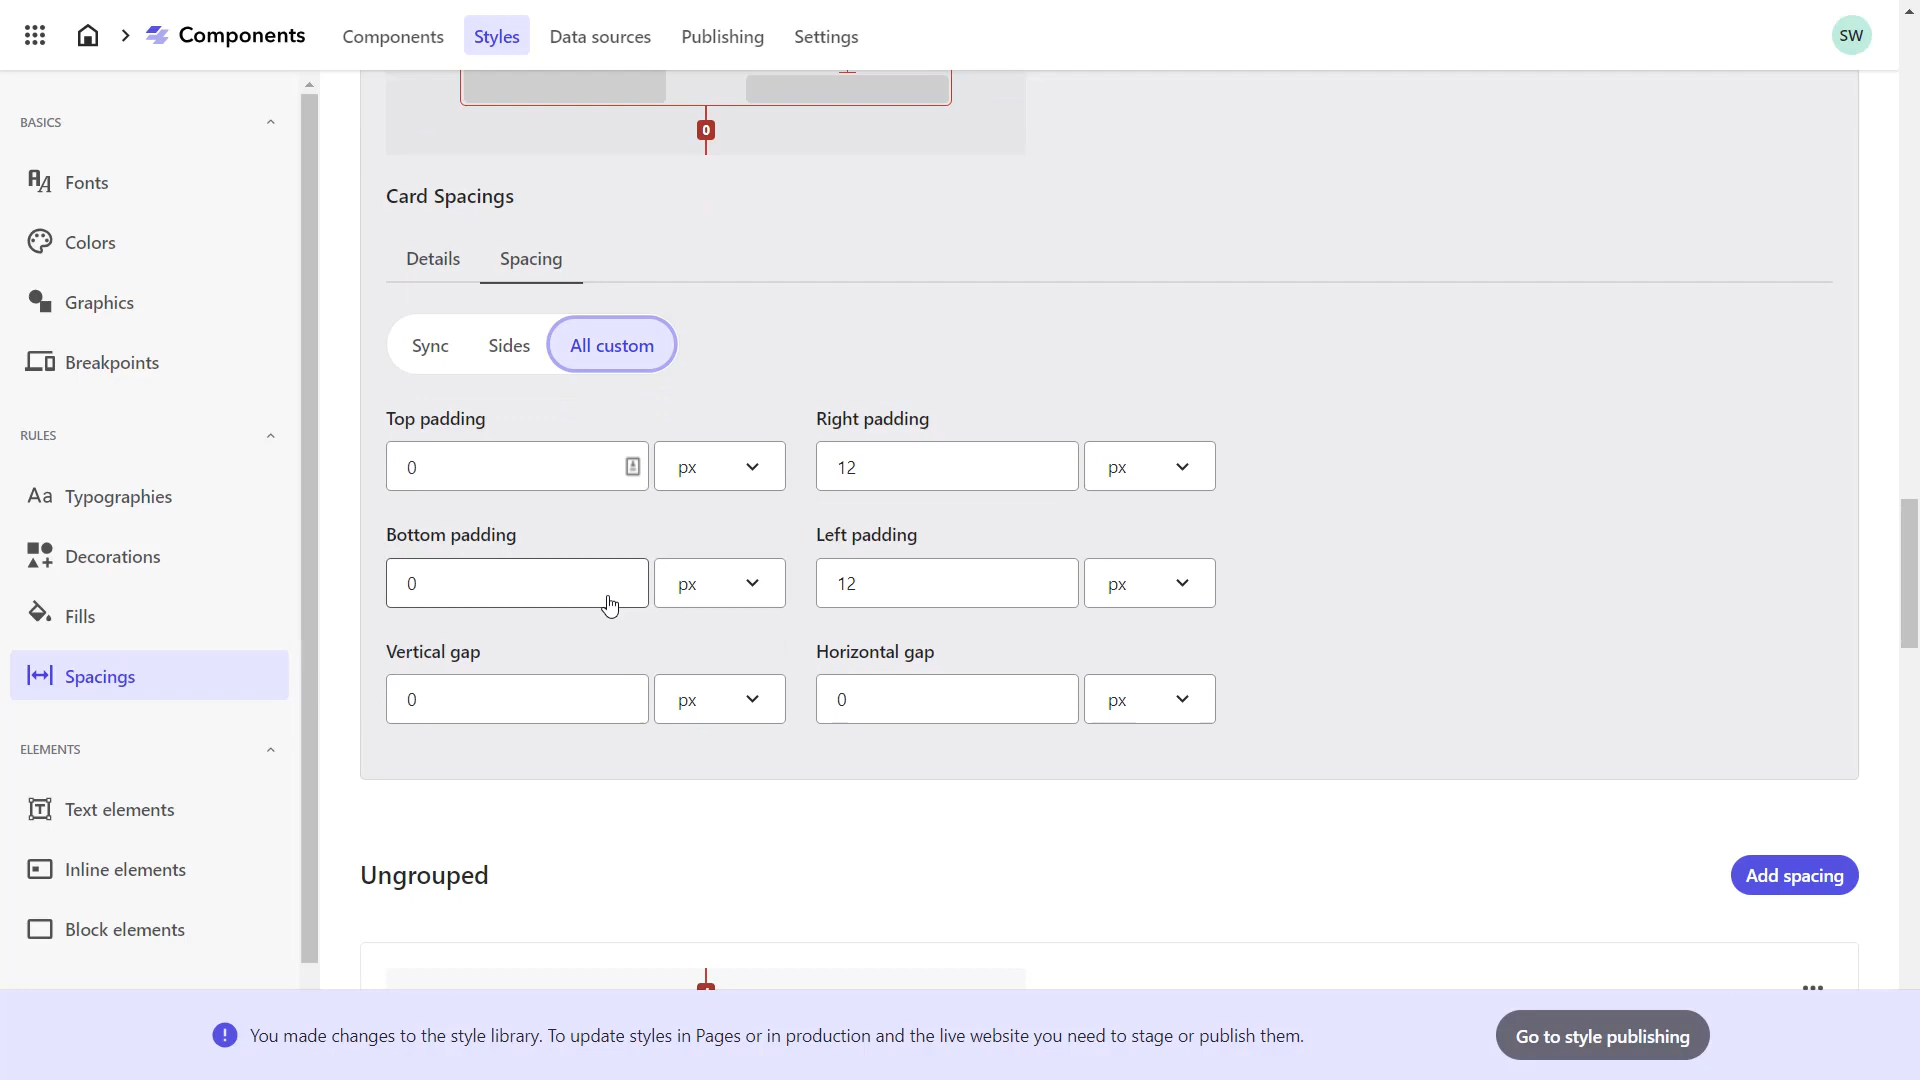 Components
Components
Styles
Data sources
Publishing
Settings
SW
BASICS
Fonts
Colors
Graphics
Breakpoints
RULES
Aa Typographies
Decorations
Fills
Spacings
ELEMENTS
Text elements
Inline elements
Block elements
0
Card Spacings
Details
Spacing
Sync
Sides
All custom
Top padding
Right padding
0
px
12
px
Bottom padding
Left padding
0
px
12
px
Vertical gap
Horizontal gap
0
px
0
px
Ungrouped
Add spacing
You made changes to the style library. To update styles in Pages or in production and the live website you need to stage or publish them.
Go to style publishing